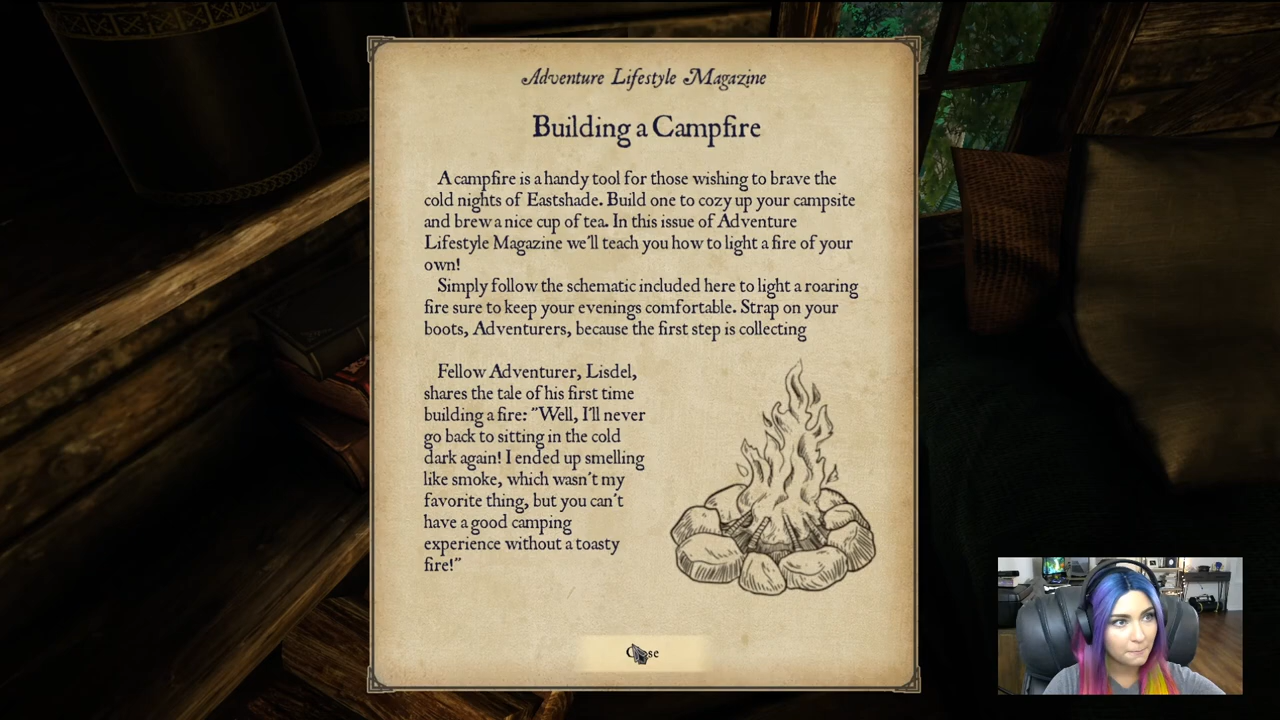 Adventure Lifestyle Magazine
Building a Campfire
A campfire is a handy tool for those wishing to brave the
cold nights of Eastshade. Build one to cozy up your campsite
and brew a nice cup of tea. In this issue of Adventure
Lifestyle Magazine we'll teach you how to light a fire of your
own!
Simply follow the schematic included here to light a roaring
fire sure to keep your evenings comfortable. Strap on your
boots, Adventurers, because the first step is collecting
Fellow Adventurer, Lisdel,
shares the tale of his first time
building a fire: "Well, I'll never
go back to sitting in the cold
dark again! I ended up smelling
like smoke, which wasn't my
favorite thing, but you can't
have a good camping
experience without a toasty
fire!"